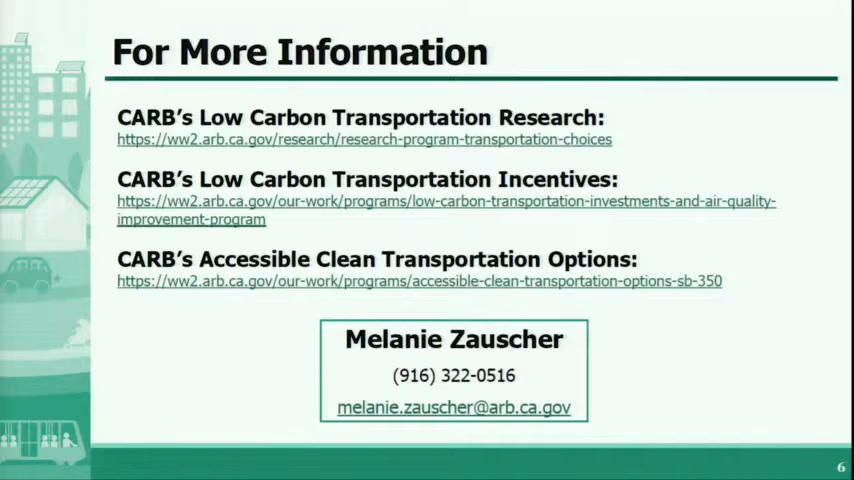 For More Information
CARB's Low Carbon Transportation Research:
https://ww2.arb.ca.gov/research/research-program-transportation-choices
CARB's Low Carbon Transportation Incentives:
https://ww2.arb.ca.gov/our-work/programs/low-carbon-transportation-investments-and-air-quality-
improvement-program
CARB's Accessible Clean Transportation Options:
https://ww2.arb.ca.gov/our-work/programs/accessible-clean-transportation-options-sb-350
Melanie Zauscher
(916) 322-0516
melanie.zauscher@arb.ca.gov
6